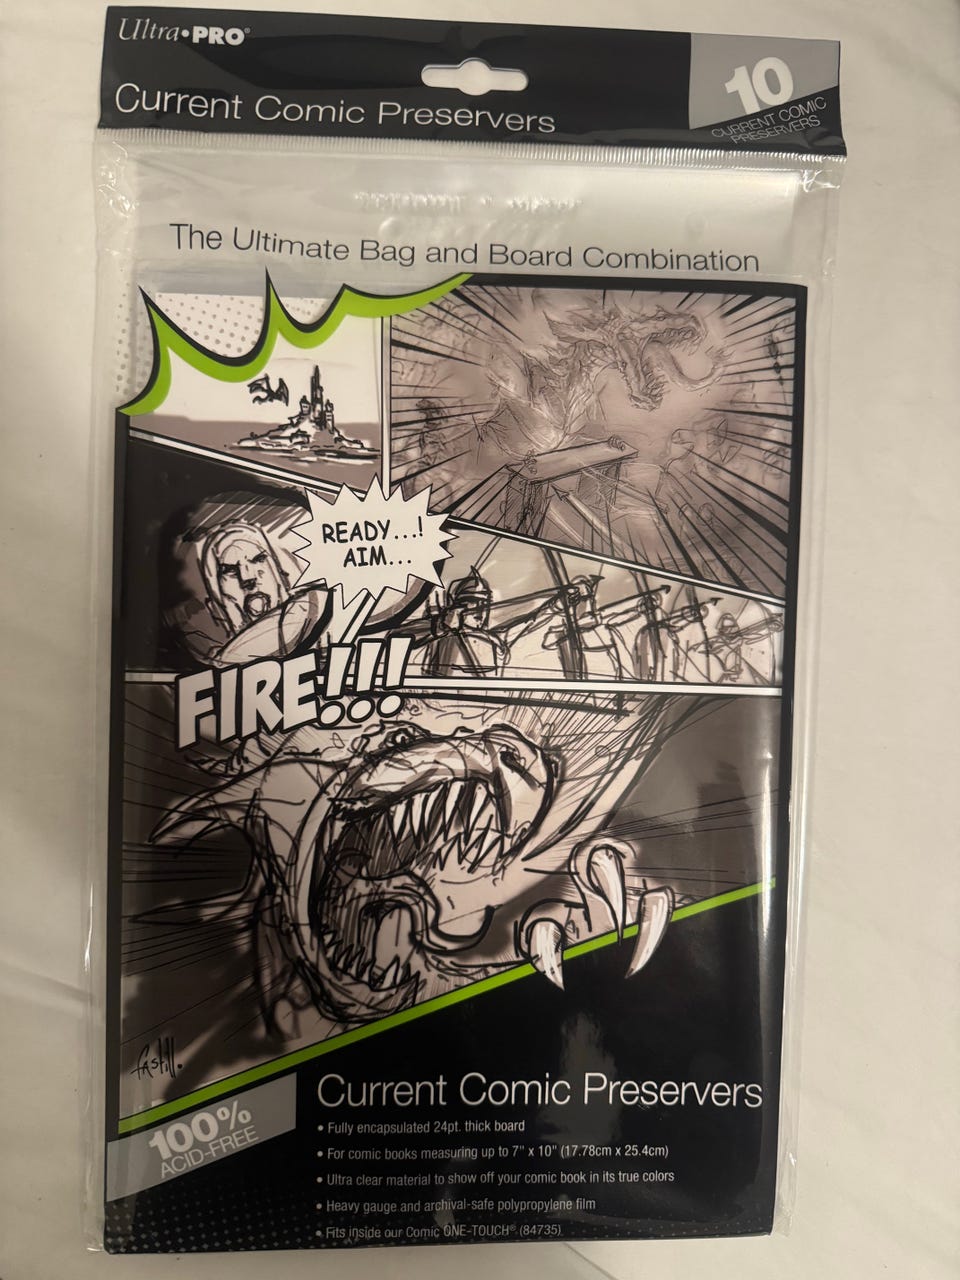 Ultra•PRO®
Current Comic Preservers
10
CURRENT COMIC
PRESERVERS
The Ultimate Bag and Board Combination
READY...!
AIM...
FIRE!!!
100%
ACID-FREE
Current Comic Preservers
• Fully encapsulated 24pt. thick board
• For comic books measuring up to 7" x 10" (17.78cm x 25.4cm)
• Ultra clear material to show off your comic book in its true colors
• Heavy gauge and archival-safe polypropylene film
• Fits inside our Comic ONE-TOUCH® (84735)